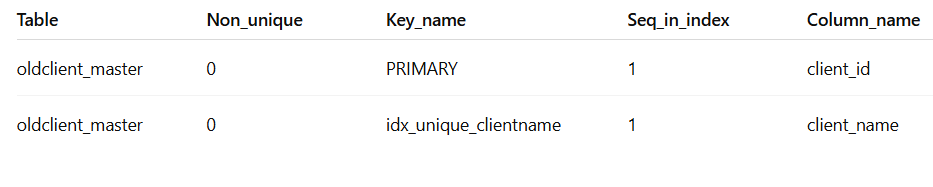 Table Non_unique Key_name Seq_in_index Column_name
oldclient_master 0 PRIMARY 1 client_id
oldclient_master 0 idx_unique_clientname 1 client_name